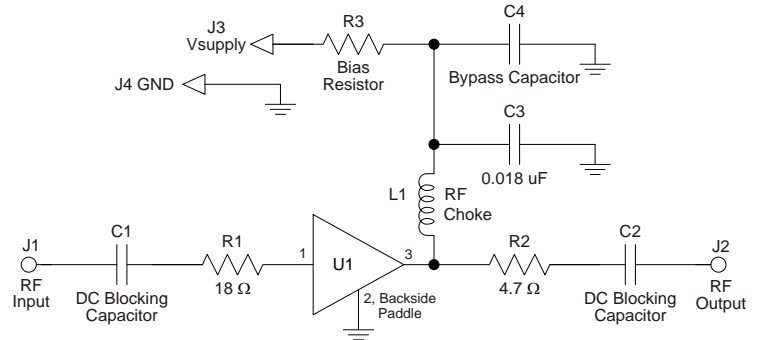 J3
Vsupply
R3
Bias
Resistor
C4
Bypass Capacitor
J4 GND
C3
0.018 uF
L1
RF
Choke
J1
RF
Input
C1
DC Blocking
Capacitor
R1
18 Ω
1
U1
3
2, Backside
Paddle
R2
4.7 Ω
C2
DC Blocking
Capacitor
J2
RF
Output